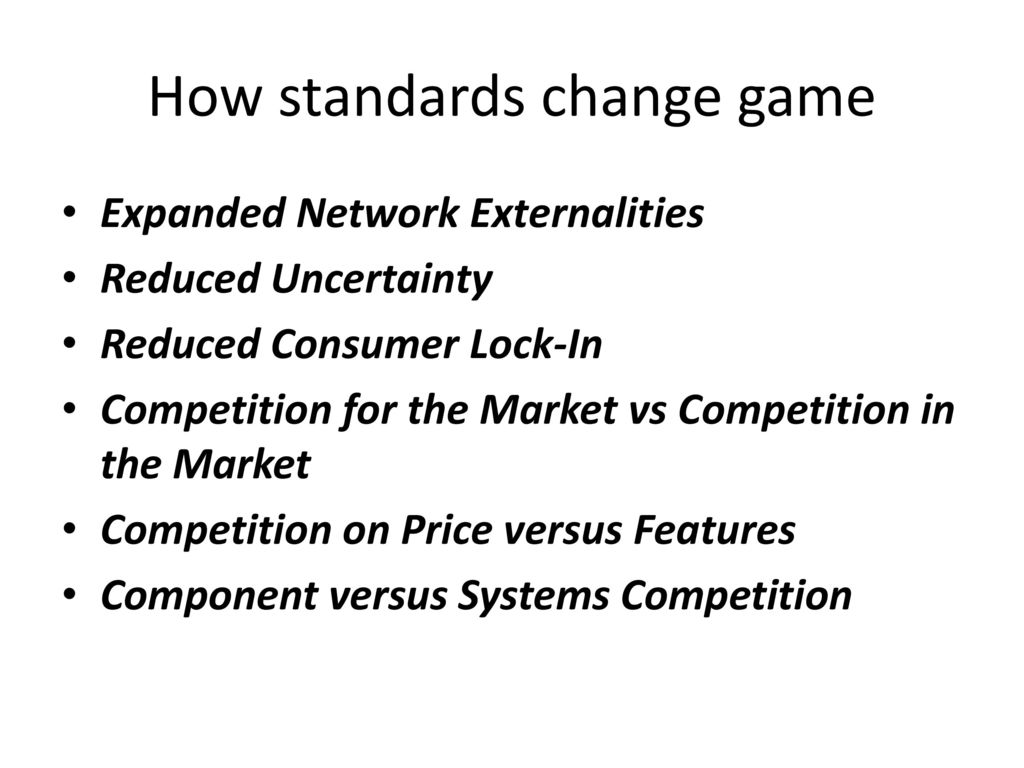 How standards change game
• Expanded Network Externalities
• Reduced Uncertainty
• Reduced Consumer Lock-In
• Competition for the Market vs Competition in
the Market
• Competition on Price versus Features
• Component versus Systems Competition